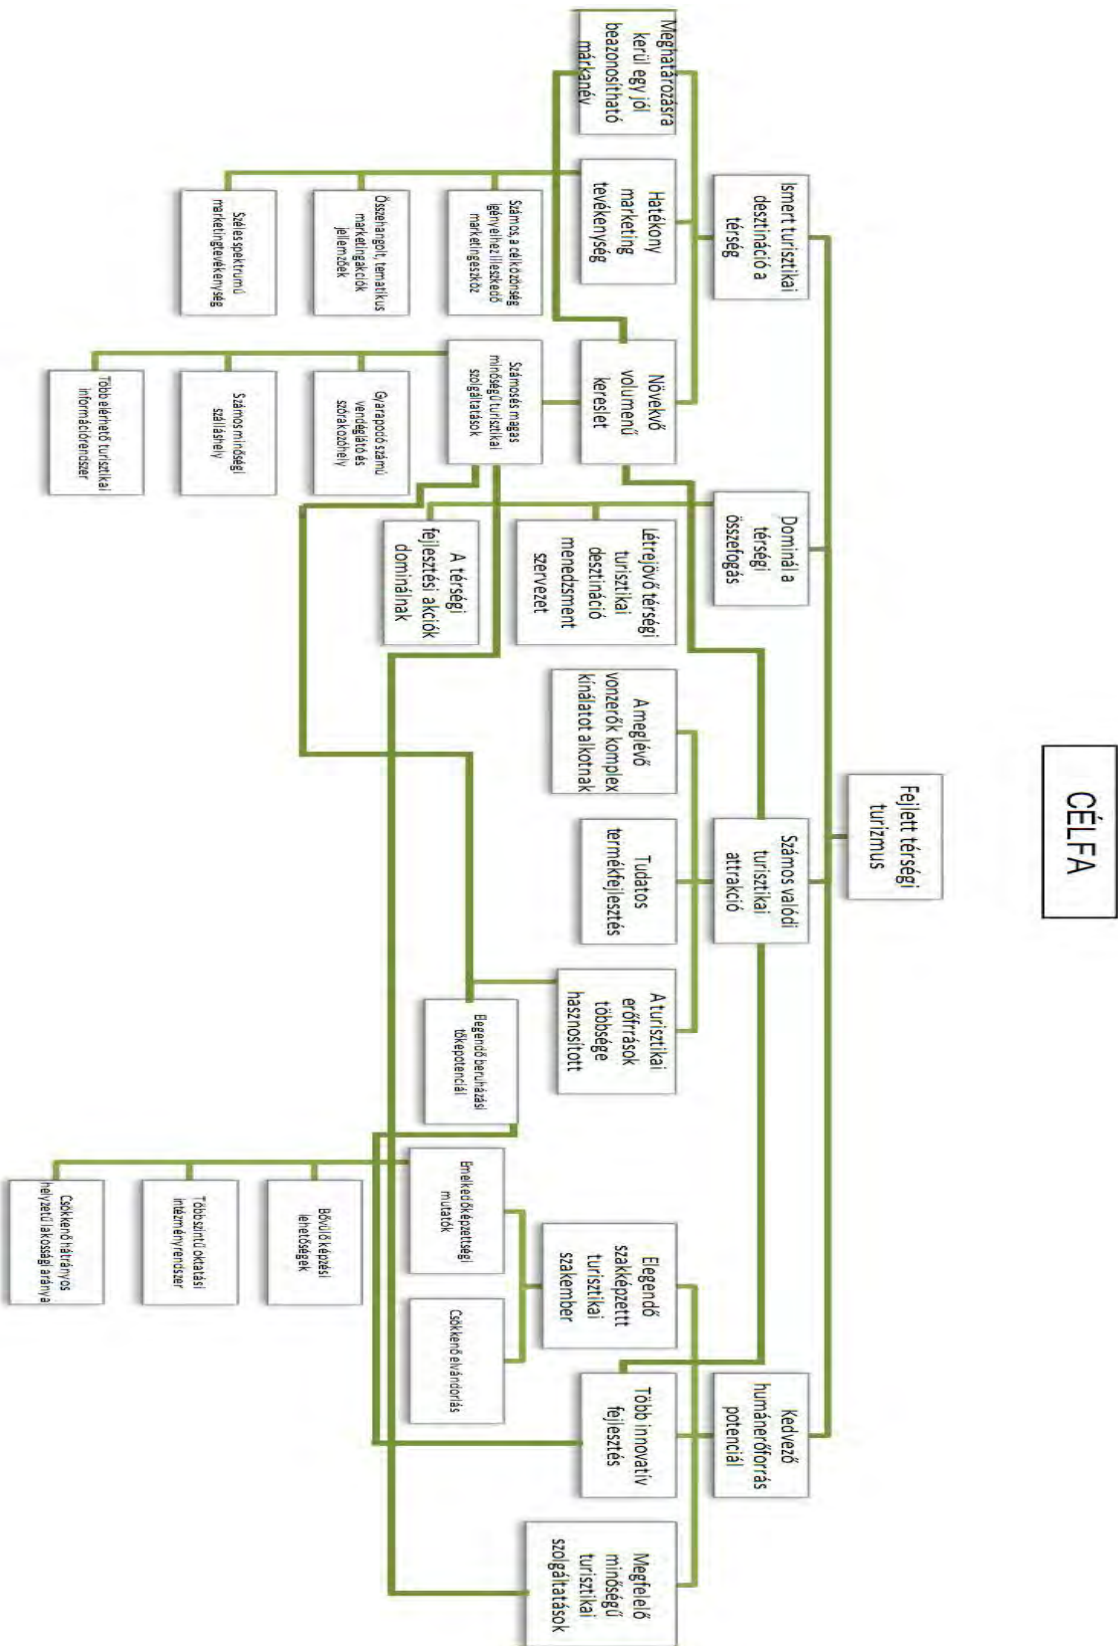 CÉLFA
Fejlett térségi
turizmus
Ismert turisztikai
desztináció a
térség
Dominál a
térségi
összefogás
Számos valódi
turisztikai
attrakció
Kedvező
humánerőforrás
potenciál
Meghatározásra
kerül egy jól
beazonosítható
márkanév
Hatékony
marketing
tevékenység
Növekvő
volumenű
kereslet
Létrejövő térségi
turisztikai
desztináció
menedzsment
szervezet
A meglévő
vonzerők komplex
kínálatot alkotnak
Tudatos
termékfejlesztés
A turisztikai
erőfrrások
többsége
hasznosított
Elegendő
szakképzettt
turisztikai
szakember
Több innovatív
fejlesztés
Megfelelő
minőségű
turisztikai
szolgáltatások
Számos, a célközönség
igényeihez illeszkedő
marketingeszköz
Számos és magas
minőségű turisztikai
szolgáltatások
A térségi
fejlesztési akciók
dominálnak
Begendő beruházási
tőkepotenciál
Emelkedő képzettségi
mutatók
Csökkenő elvándorlás
Összehangolt, tematikus
marketingakciók
jellemzőek
Gyarapodó számú
vendéglátó és
szórakozóhely
Bővülő képzési
lehetőségek
Széles spektrumú
marketingtevékenység
Számos minőségi
szálláshely
Többszintű oktatási
intézményrendszer
Több elérhető turisztikai
információrendszer
Csökkenő hátrányos
helyzetű lakossági aránya